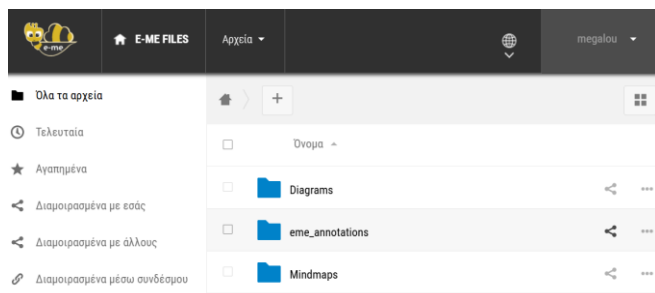 e-me
E-ME FILES
Αρχεία
megalou
Όλα τα αρχεία
Τελευταία
Αγαπημένα
Διαμοιρασμένα με εσάς
Διαμοιρασμένα με άλλους
Διαμοιρασμένα μέσω συνδέσμου
+
Όνομα
Diagrams
eme_annotations
Mindmaps